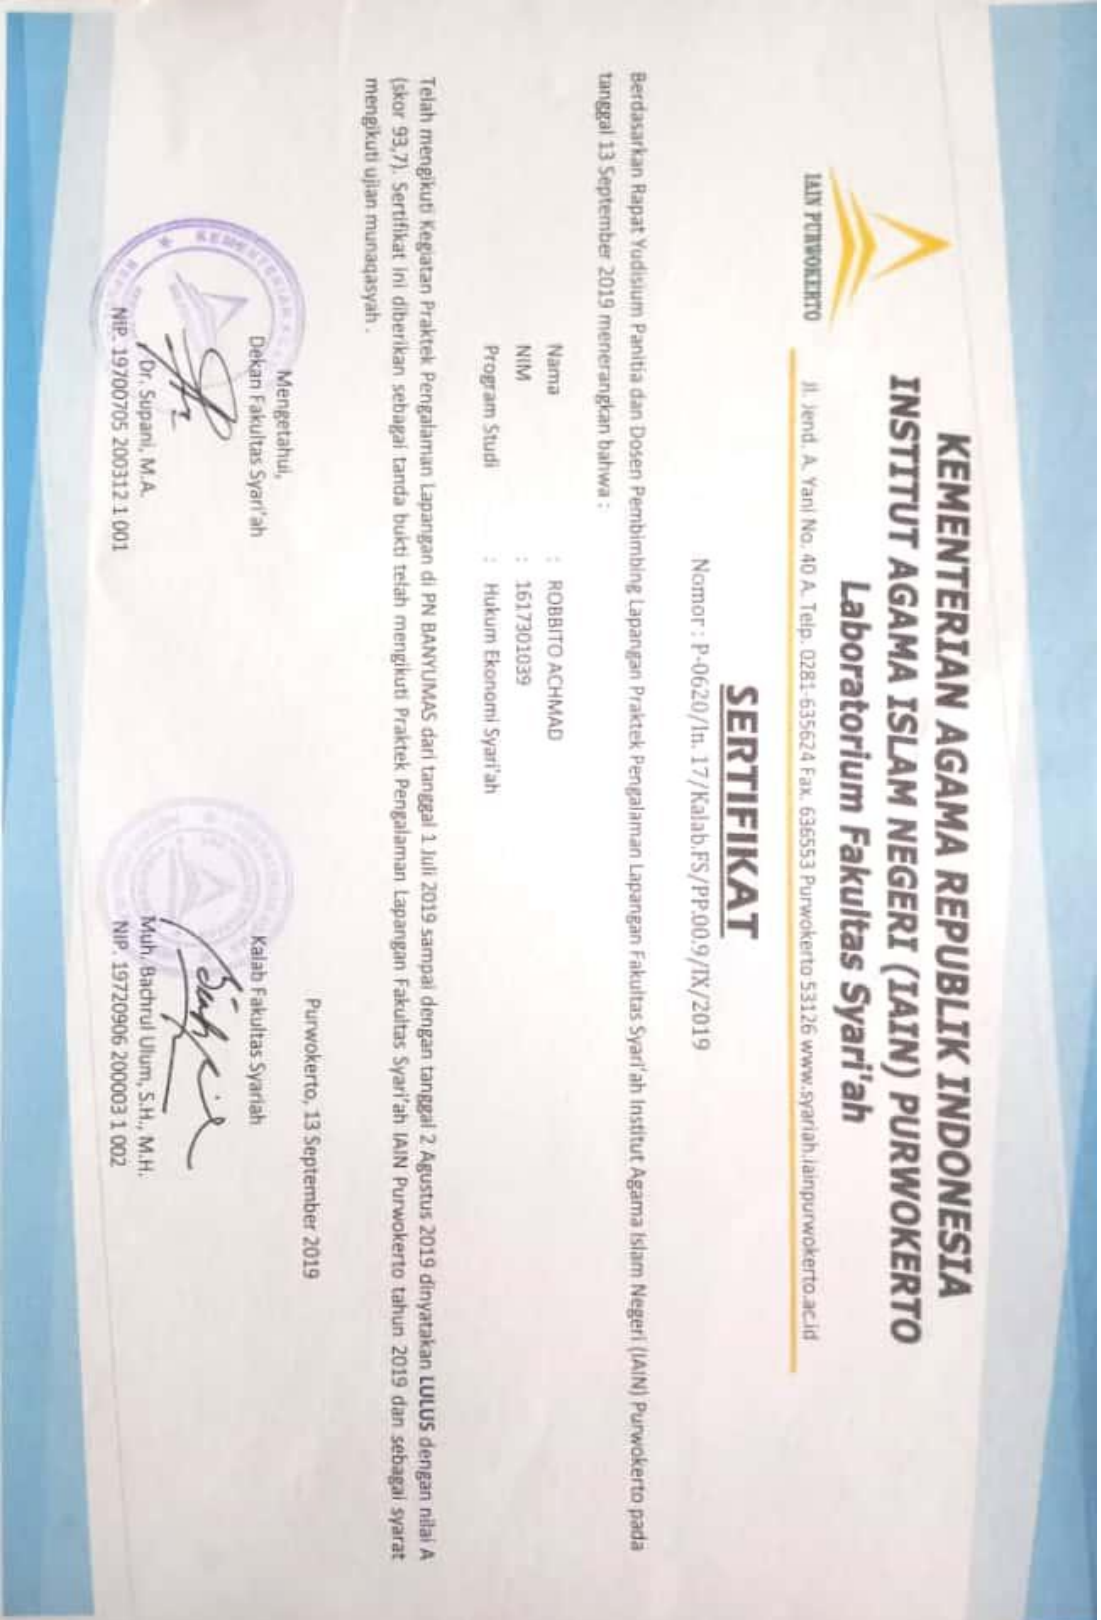 IAIN PURWOKERTO
KEMENTERIAN AGAMA REPUBLIK INDONESIA
INSTITUT AGAMA ISLAM NEGERI (IAIN) PURWOKERTO
Laboratorium Fakultas Syari'ah
Jl. Jend. A. Yani No. 40 A. Telp. 0281-635624 Fax. 636553 Purwokerto 53126 www.syariah.iainpurwokerto.ac.id
SERTIFIKAT
Nomor : P-0620/In. 17/Kalab.FS/PP.00.9/IX/2019
Berdasarkan Rapat Yudisium Panitia dan Dosen Pembimbing Lapangan Praktek Pengalaman Lapangan Fakultas Syari'ah Institut Agama Islam Negeri (IAIN) Purwokerto pada
tanggal 13 September 2019 menerangkan bahwa :
Nama : ROBBITO ACHMAD
NIM : 1617301039
Program Studi : Hukum Ekonomi Syari'ah
Telah mengikuti Kegiatan Praktek Pengalaman Lapangan di PN BANYUMAS dari tanggal 1 Juli 2019 sampai dengan tanggal 2 Agustus 2019 dinyatakan LULUS dengan nilai A
(skor 93,7). Sertifikat ini diberikan sebagai tanda bukti telah mengikuti Praktek Pengalaman Lapangan Fakultas Syari'ah IAIN Purwokerto tahun 2019 dan sebagai syarat
mengikuti ujian munaqasyah .
Purwokerto, 13 September 2019
Mengetahui,
Dekan Fakultas Syari'ah
Dr. Supani, M.A.
NIP. 19700705 200312 1 001
Kalab Fakultas Syariah
Muh. Bachrul Ulum, S.H., M.H.
NIP. 19720906 200003 1 002